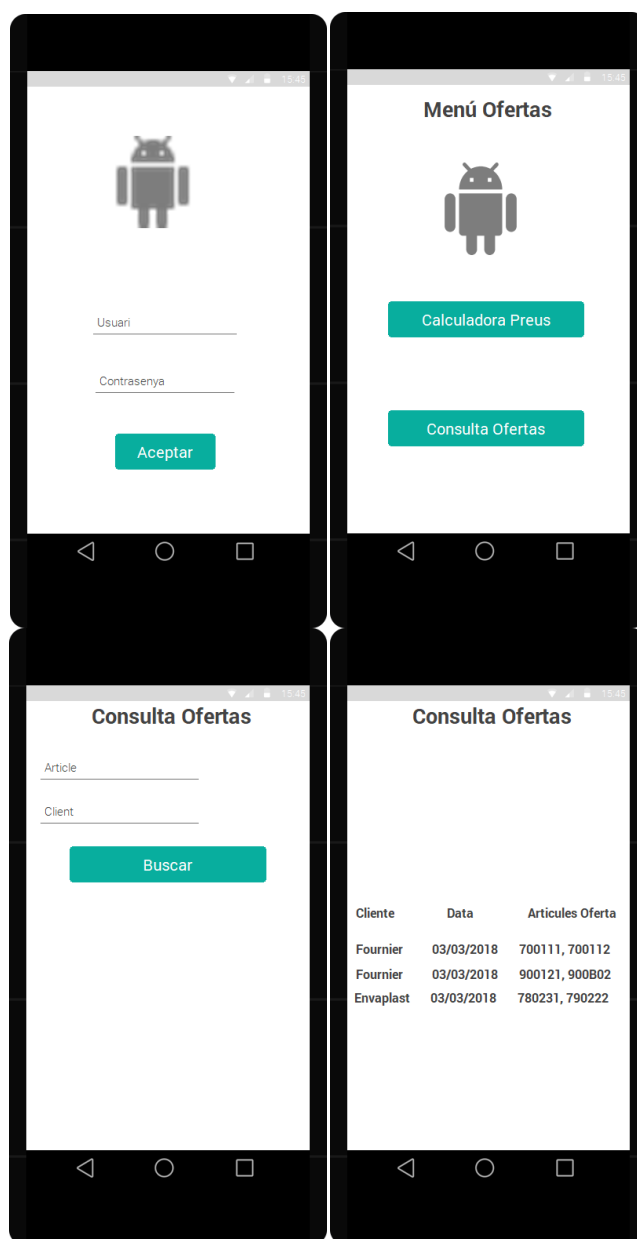 15:45
Usuari
Contrasenya
Aceptar
15:45
Menú Ofertas
Calculadora Preus
Consulta Ofertas
15:45
Consulta Ofertas
Article
Client
Buscar
15:45
Consulta Ofertas
Cliente Data Articules Oferta
Fournier 03/03/2018 700111, 700112
Fournier 03/03/2018 900121, 900B02
Envaplast 03/03/2018 780231, 790222